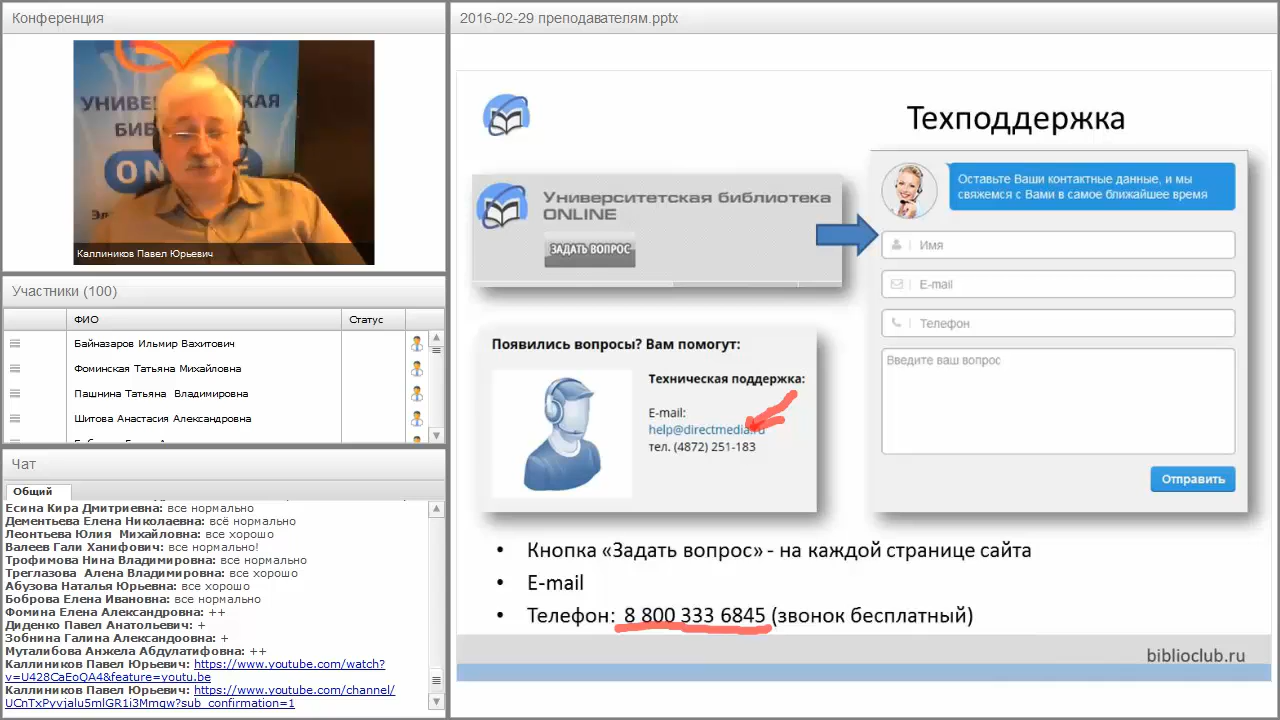 Конференция
УНИВЕР
КАЯ
БИБ
Каллиников Павел Юрьевич
Участники (100)
ФИО
Статус
Байназаров Ильмир Вахитович
Фоминская Татьяна Михайловна
Пашнина Татьяна Владимировна
Шитова Анастасия Александровна
Чат
Общий
Есина Кира Дмитриевна: все нормально
Дементьева Елена Николаевна: всё нормально
Леонтьева Юлия Михайловна: все хорошо
Валеев Гали Ханифович: все нормально!
Трофимова Нина Владимировна: все нормально
Треглазова Алена Владимировна: все хорошо
Абузова Наталья Юрьевна: все хорошо
Боброва Елена Ивановна: все нормально
Фомина Елена Александровна: ++
Диденко Павел Анатольевич: +
Зобнина Галина Александоовна: +
Муталибова Анжела Абдулатифовна: ++
Каллиников Павел Юрьевич: https://www.youtube.com/watch?
v=U428CaEoQA4&feature=youtu.be
Каллиников Павел Юрьевич: https://www.youtube.com/channel/
UCnTxPyvjalu5mlGR1i3Mmqw?sub_confirmation=1
2016-02-29 преподавателям.pptx
Техподдержка
Университетская библиотека
ONLINE
ЗАДАТЬ ВОПРОС
Оставьте Ваши контактные данные, и мы
свяжемся с Вами в самое ближайшее время
Имя
E-mail
Телефон
Введите ваш вопрос
Отправить
Появились вопросы? Вам помогут:
Техническая поддержка:
E-mail:
help@directmedia.ru
тел. (4872) 251-183
• Кнопка «Задать вопрос» - на каждой странице сайта
• E-mail
• Телефон: 8 800 333 6845 (звонок бесплатный)
biblioclub.ru